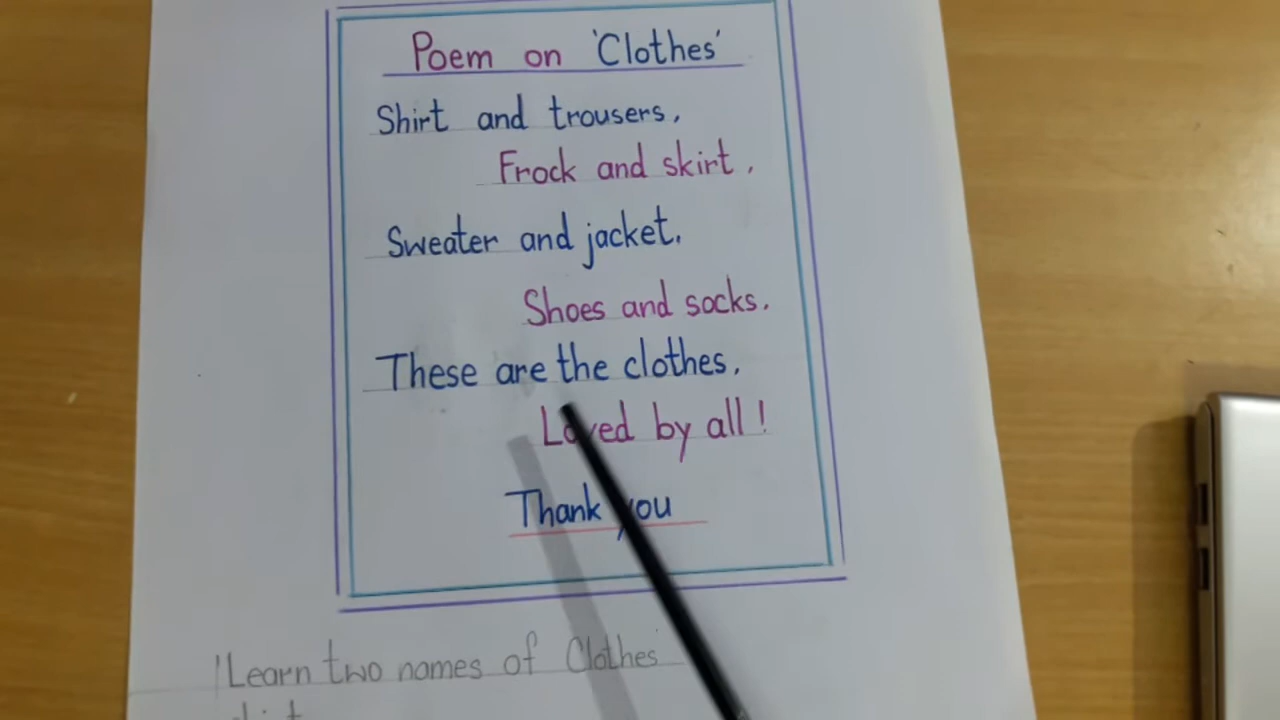 Poem on 'Clothes'
Shirt and trousers,
Frock and skirt,
Sweater and jacket.
Shoes and socks.
These are the clothes,
Loved by all!
Thank you
Learn two names of Clothes